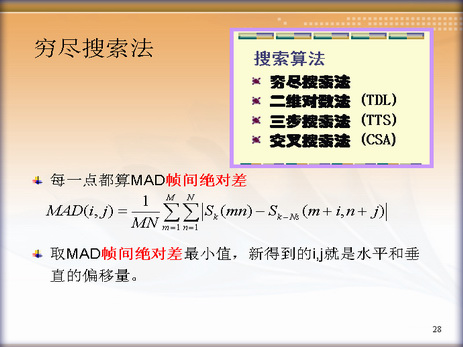 穷尽搜索法
搜索算法
穷尽搜索法
二维对数法 (TDL)
三步搜索法 (TTS)
交叉搜索法 (CSA)
每一点都算MAD帧间绝对差
MAD(i, j) = \frac{1}{MN} \sum_{m=1}^{M} \sum_{n=1}^{N} |S_k(mn) − S_{k−Ns}(m + i, n + j)|
取MAD帧间绝对差最小值，新得到的i,j就是水平和垂
直的偏移量。
28